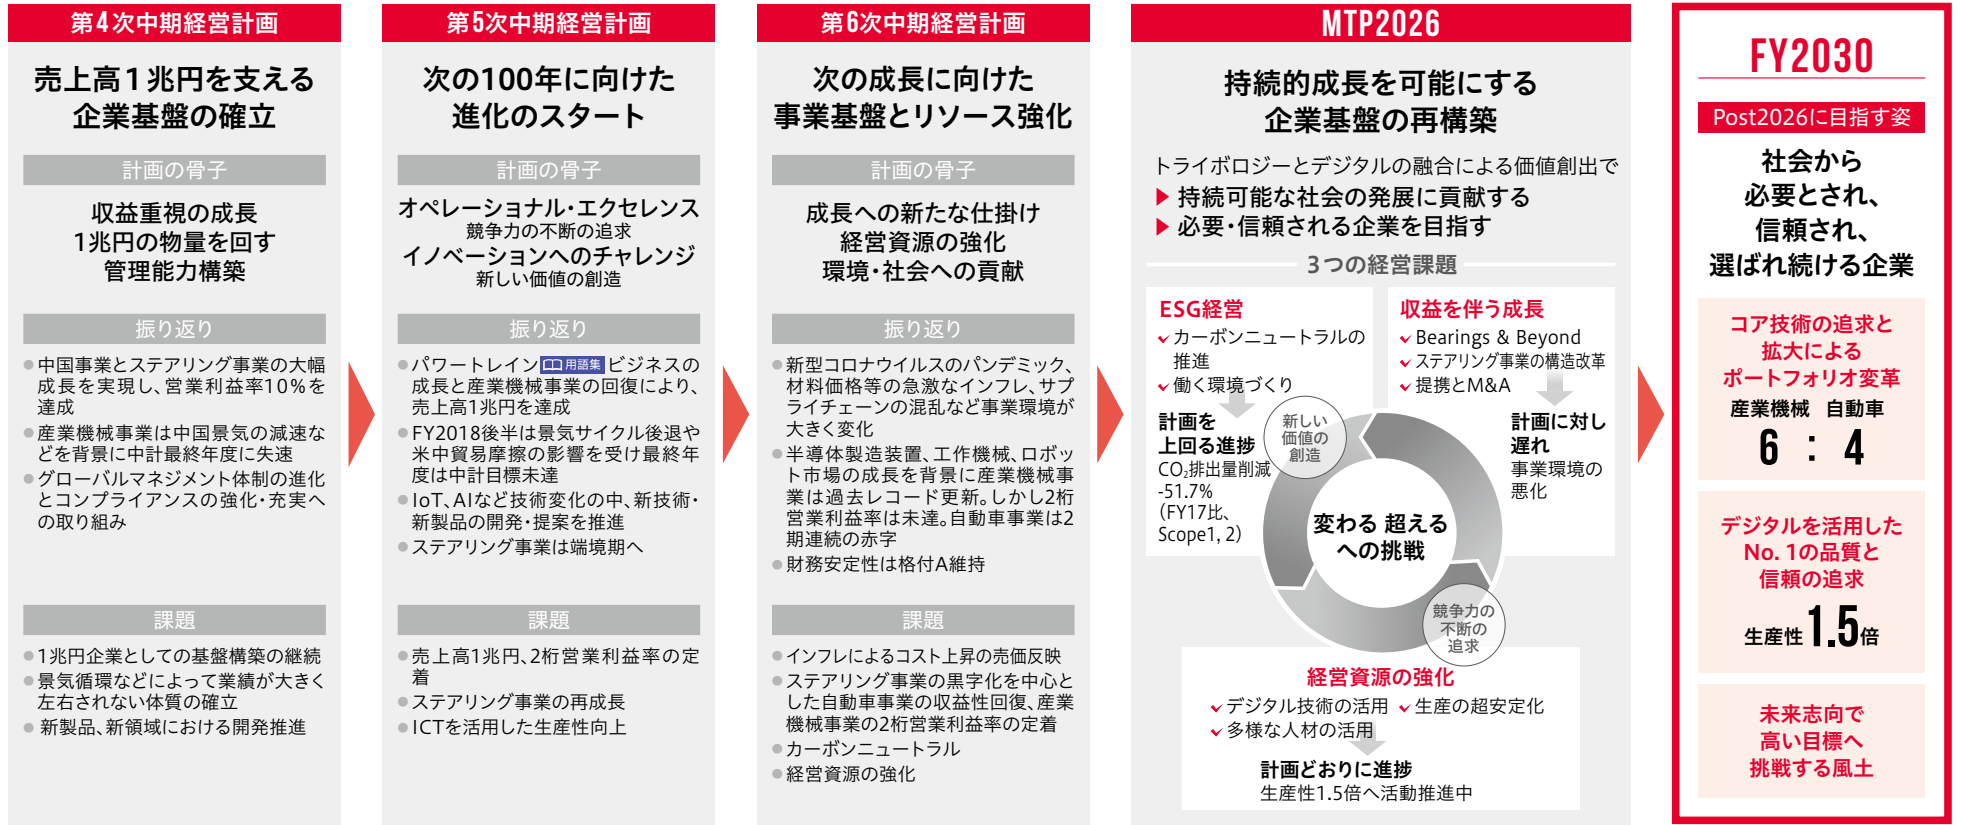 第4次中期経営計画
売上高1兆円を支える
企業基盤の確立
計画の骨子
収益重視の成長
1兆円の物量を回す
管理能力構築
振り返り
中国事業とステアリング事業の大幅
成長を実現し、営業利益率10%を
達成
産業機械事業は中国景気の減速な
どを背景に中計最終年度に失速
グローバルマネジメント体制の進化
とコンプライアンスの強化・充実へ
の取り組み
課題
1兆円企業としての基盤構築の継続
景気循環などによって業績が大きく
左右されない体質の確立
新製品、新領域における開発推進
第5次中期経営計画
次の100年に向けた
進化のスタート
計画の骨子
オペレーショナル・エクセレンス
競争力の不断の追求
イノベーションへのチャレンジ
新しい価値の創造
振り返り
パワートレイン 用語集 ビジネスの
成長と産業機械事業の回復により、
売上高1兆円を達成
FY2018後半は景気サイクル後退や
米中貿易摩擦の影響を受け最終年
度は中計目標未達
IoT、AIなど技術変化の中、新技術・
新製品の開発・提案を推進
ステアリング事業は端境期へ
課題
売上高1兆円、2桁営業利益率の定
着
ステアリング事業の再成長
ICTを活用した生産性向上
第6次中期経営計画
次の成長に向けた
事業基盤とリソース強化
計画の骨子
成長への新たな仕掛け
経営資源の強化
環境・社会への貢献
振り返り
新型コロナウイルスのパンデミック、
材料価格等の急激なインフレ、サプ
ライチェーンの混乱など事業環境が
大きく変化
半導体製造装置、工作機械、ロボッ
ト市場の成長を背景に産業機械事
業は過去レコード更新。しかし2桁
営業利益率は未達。自動車事業は2
期連続の赤字
財務安定性は格付A維持
課題
インフレによるコスト上昇の売価反映
ステアリング事業の黒字化を中心と
した自動車事業の収益性回復、産業
機械事業の2桁営業利益率の定着
カーボンニュートラル
経営資源の強化
MTP2026
持続的成長を可能にする
企業基盤の再構築
トライボロジーとデジタルの融合による価値創出で
持続可能な社会の発展に貢献する
必要・信頼される企業を目指す
3つの経営課題
ESG経営
カーボンニュートラルの
推進
働く環境づくり
計画を
上回る進捗
CO₂排出量削減
-51.7%
(FY17比、
Scope1, 2)
収益を伴う成長
Bearings & Beyond
ステアリング事業の構造改革
提携とM&A
計画に対し
遅れ
事業環境の
悪化
新しい
価値の
創造
変わる 超える
への挑戦
競争力の
不断の
追求
経営資源の強化
デジタル技術の活用 生産の超安定化
多様な人材の活用
計画どおりに進捗
生産性1.5倍へ活動推進中
FY2030
Post2026に目指す姿
社会から
必要とされ、
信頼され、
選ばれ続ける企業
コア技術の追求と
拡大による
ポートフォリオ変革
産業機械 自動車
6 : 4
デジタルを活用した
No. 1の品質と
信頼の追求
生産性1.5倍
未来志向で
高い目標へ
挑戦する風土